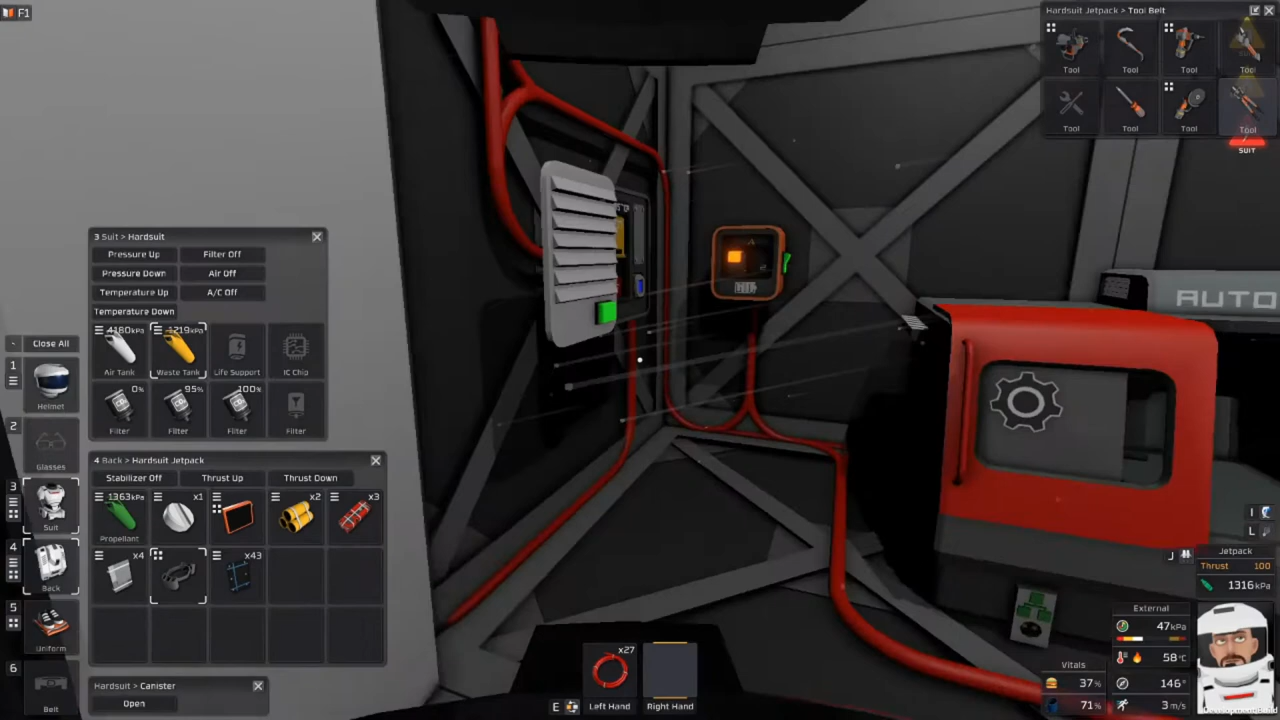 F1
Hardsuit Jetpack > Tool Belt
Tool Tool Tool Tool
Tool Tool Tool Tool
SUIT
AUTO
3 Suit > Hardsuit
Pressure Up Filter Off
Pressure Down Air Off
Temperature Up A/C Off
Temperature Down
4180kPa 1219kPa
Air Tank Waste Tank Life Support IC Chip
0% 95% 100%
Filter Filter Filter Filter
Close All
1
Helmet
2
Glasses
3
Suit
4
Back
5
Uniform
6
Belt
4 Back > Hardsuit Jetpack
Stabilizer Off Thrust Up Thrust Down
1363kPa x1 x2 x3
Propellant
x4 x43
Hardsuit > Canister
Open
x27
E Left Hand Right Hand
I
L
J
Jetpack
Thrust 100
1316kPa
External
47kPa
58°C
146°
3 m/s
Vitals
37%
71%